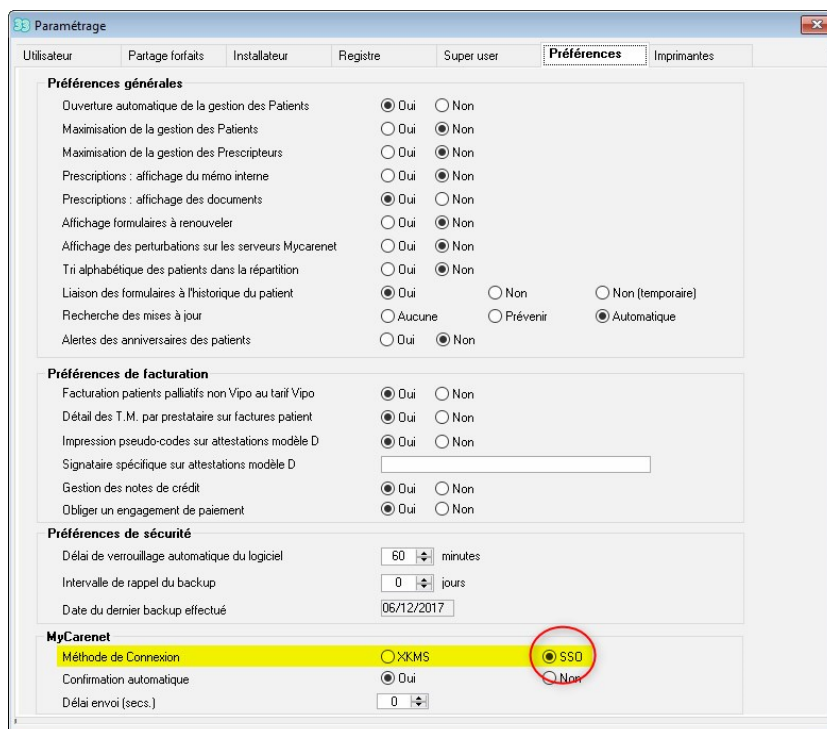 Paramétrage
Utilisateur Partage forfaits Installateur Registre Super user Préférences Imprimantes
Préférences générales
Ouverture automatique de la gestion des Patients Oui Non
Maximisation de la gestion des Patients Oui Non
Maximisation de la gestion des Prescripteurs Oui Non
Prescriptions : affichage du mémo interne Oui Non
Prescriptions : affichage des documents Oui Non
Affichage formulaires à renouveler Oui Non
Affichage des perturbations sur les serveurs Mycarenet Oui Non
Tri alphabétique des patients dans la répartition Oui Non
Liaison des formulaires à l'historique du patient Oui Non Non (temporaire)
Recherche des mises à jour Aucune Prévenir Automatique
Alertes des anniversaires des patients Oui Non
Préférences de facturation
Facturation patients palliatifs non Vipo au tarif Vipo Oui Non
Détail des T.M. par prestataire sur factures patient Oui Non
Impression pseudo-codes sur attestations modèle D Oui Non
Signataire spécifique sur attestations modèle D
Gestion des notes de crédit Oui Non
Obliger un engagement de paiement Oui Non
Préférences de sécurité
Délai de verrouillage automatique du logiciel 60 minutes
Intervalle de rappel du backup 0 jours
Date du dernier backup effectué 06/12/2017
MyCarenet
Méthode de Connexion XKMS SSO
Confirmation automatique Oui Non
Délai envoi (secs.) 0